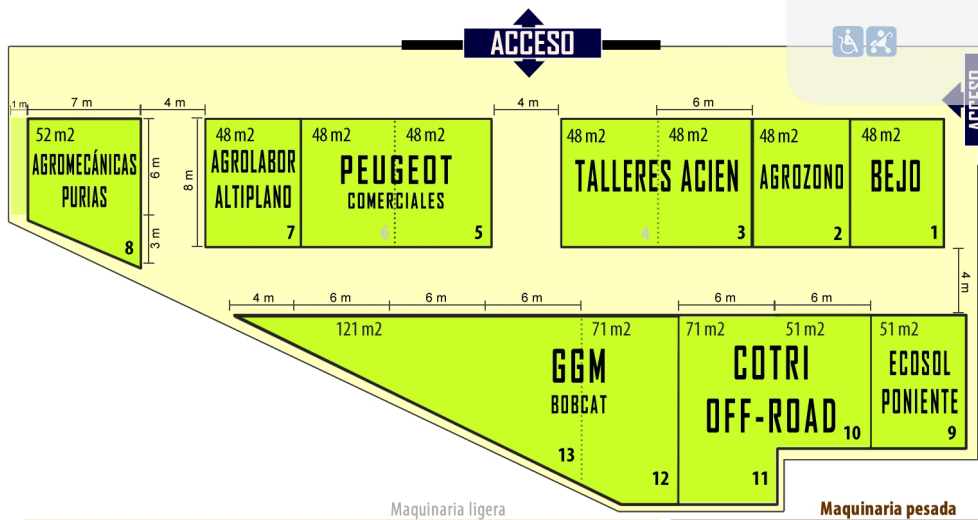 ACCESO
ACCESO
1 m
7 m
4 m
4 m
6 m
52 m2
AGROMECÁNICAS
PURIAS
8
6 m
3 m
8 m
48 m2
AGROLABOR
ALTIPLANO
7
48 m2
48 m2
PEUGEOT
COMERCIALES
6
5
48 m2
48 m2
TALLERES ACIEN
4
3
48 m2
AGROZONO
2
48 m2
BEJO
1
4 m
4 m
6 m
6 m
6 m
6 m
6 m
121 m2
71 m2
GGM
BOBCAT
13
12
71 m2
51 m2
COTRI
OFF-ROAD
10
11
51 m2
ECOSOL
PONIENTE
9
Maquinaria ligera
Maquinaria pesada